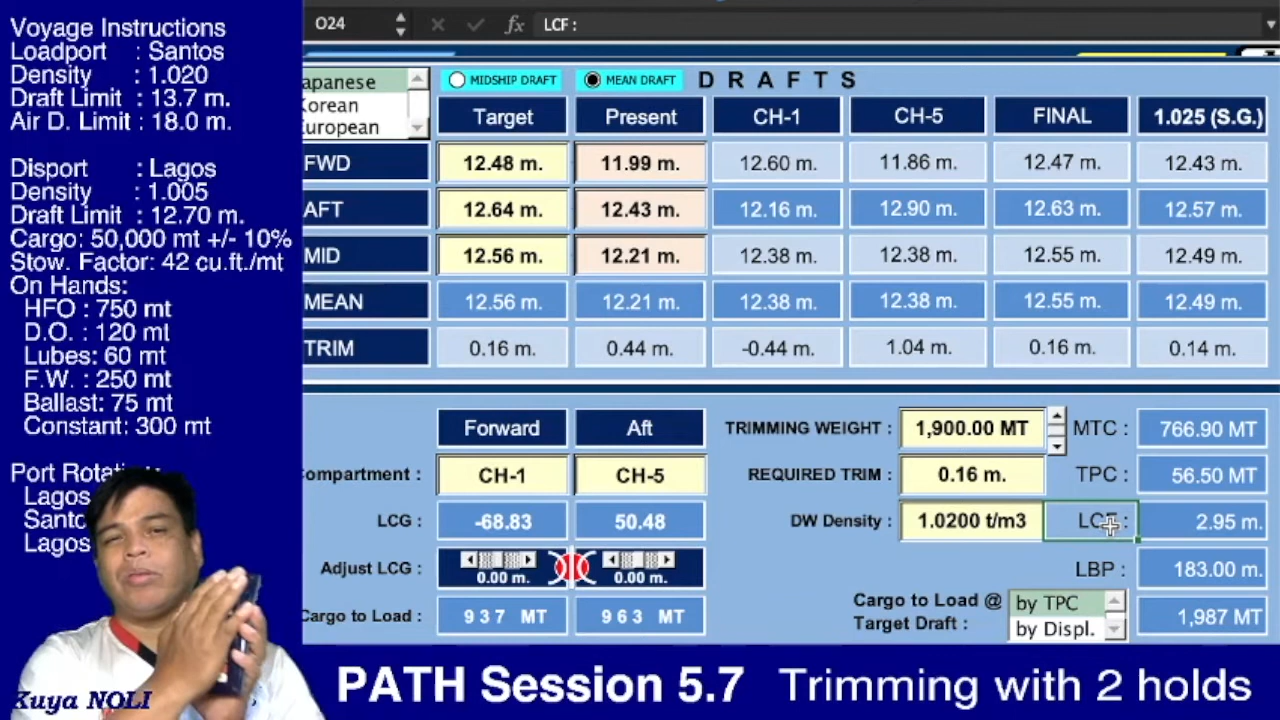 Voyage Instructions
Loadport : Santos
Density : 1.020
Draft Limit : 13.7 m.
Air D. Limit : 18.0 m.
Disport : Lagos
Density : 1.005
Draft Limit : 12.70 m.
Cargo: 50,000 mt +/- 10%
Stow. Factor: 42 cu.ft./mt
On Hands:
HFO : 750 mt
D.O. : 120 mt
Lubes: 60 mt
F.W. : 250 mt
Ballast: 75 mt
Constant: 300 mt
Port
Lagos
Lagos
Kuya NOLI
O24 fx LCF :
apanese MIDSHIP DRAFT MEAN DRAFT D R A F T S
Korean
European
Target Present CH-1 CH-5 FINAL 1.025 (S.G.)
FWD 12.48 m. 11.99 m. 12.60 m. 11.86 m. 12.47 m. 12.43 m.
AFT 12.64 m. 12.43 m. 12.16 m. 12.90 m. 12.63 m. 12.57 m.
MID 12.56 m. 12.21 m. 12.38 m. 12.38 m. 12.55 m. 12.49 m.
MEAN 12.56 m. 12.21 m. 12.38 m. 12.38 m. 12.55 m. 12.49 m.
TRIM 0.16 m. 0.44 m. -0.44 m. 1.04 m. 0.16 m. 0.14 m.
Forward Aft TRIMMING WEIGHT : 1,900.00 MT MTC : 766.90 MT
ompartment : CH-1 CH-5 REQUIRED TRIM : 0.16 m. TPC : 56.50 MT
LCG : -68.83 50.48 DW Density : 1.0200 t/m3 LCF : 2.95 m.
Adjust LCG : 0.00 m. 0.00 m. LBP : 183.00 m.
Cargo to Load : 937 MT 963 MT Cargo to Load @ by TPC 1,987 MT
Target Draft : by Displ.
PATH Session 5.7 Trimming with 2 holds